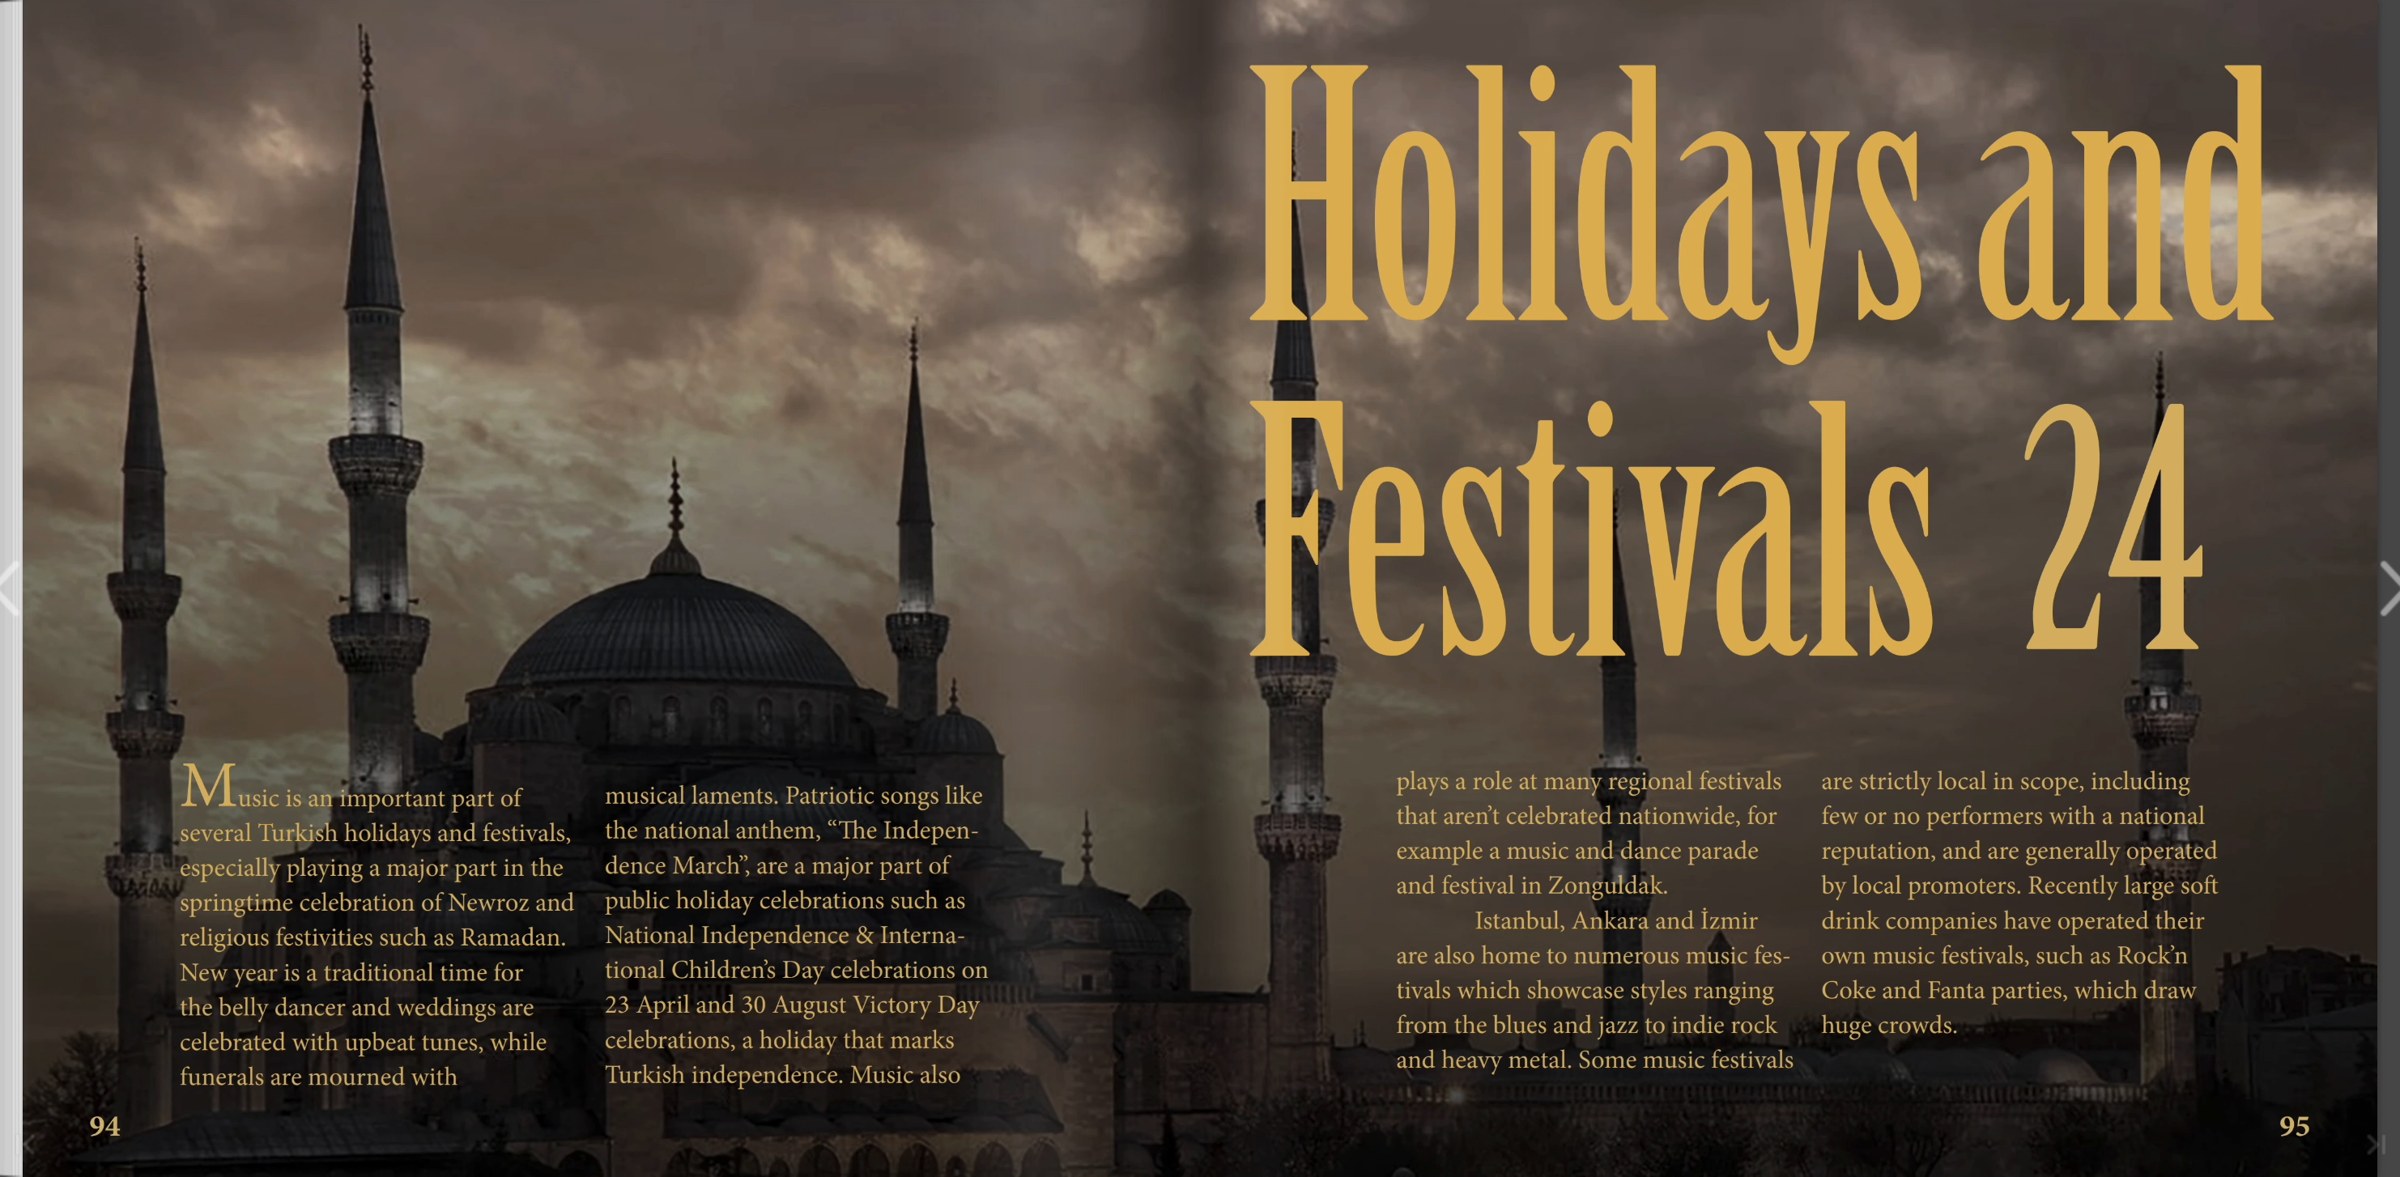 Holidays and
Festivals 24
Music is an important part of
several Turkish holidays and festivals,
especially playing a major part in the
springtime celebration of Newroz and
religious festivities such as Ramadan.
New year is a traditional time for
the belly dancer and weddings are
celebrated with upbeat tunes, while
funerals are mourned with
musical laments. Patriotic songs like
the national anthem, “The Indepen-
dence March”, are a major part of
public holiday celebrations such as
National Independence & Interna-
tional Children’s Day celebrations on
23 April and 30 August Victory Day
celebrations, a holiday that marks
Turkish independence. Music also
plays a role at many regional festivals
that aren’t celebrated nationwide, for
example a music and dance parade
and festival in Zonguldak.
Istanbul, Ankara and İzmir
are also home to numerous music fes-
tivals which showcase styles ranging
from the blues and jazz to indie rock
and heavy metal. Some music festivals
are strictly local in scope, including
few or no performers with a national
reputation, and are generally operated
by local promoters. Recently large soft
drink companies have operated their
own music festivals, such as Rock’n
Coke and Fanta parties, which draw
huge crowds.
94
95